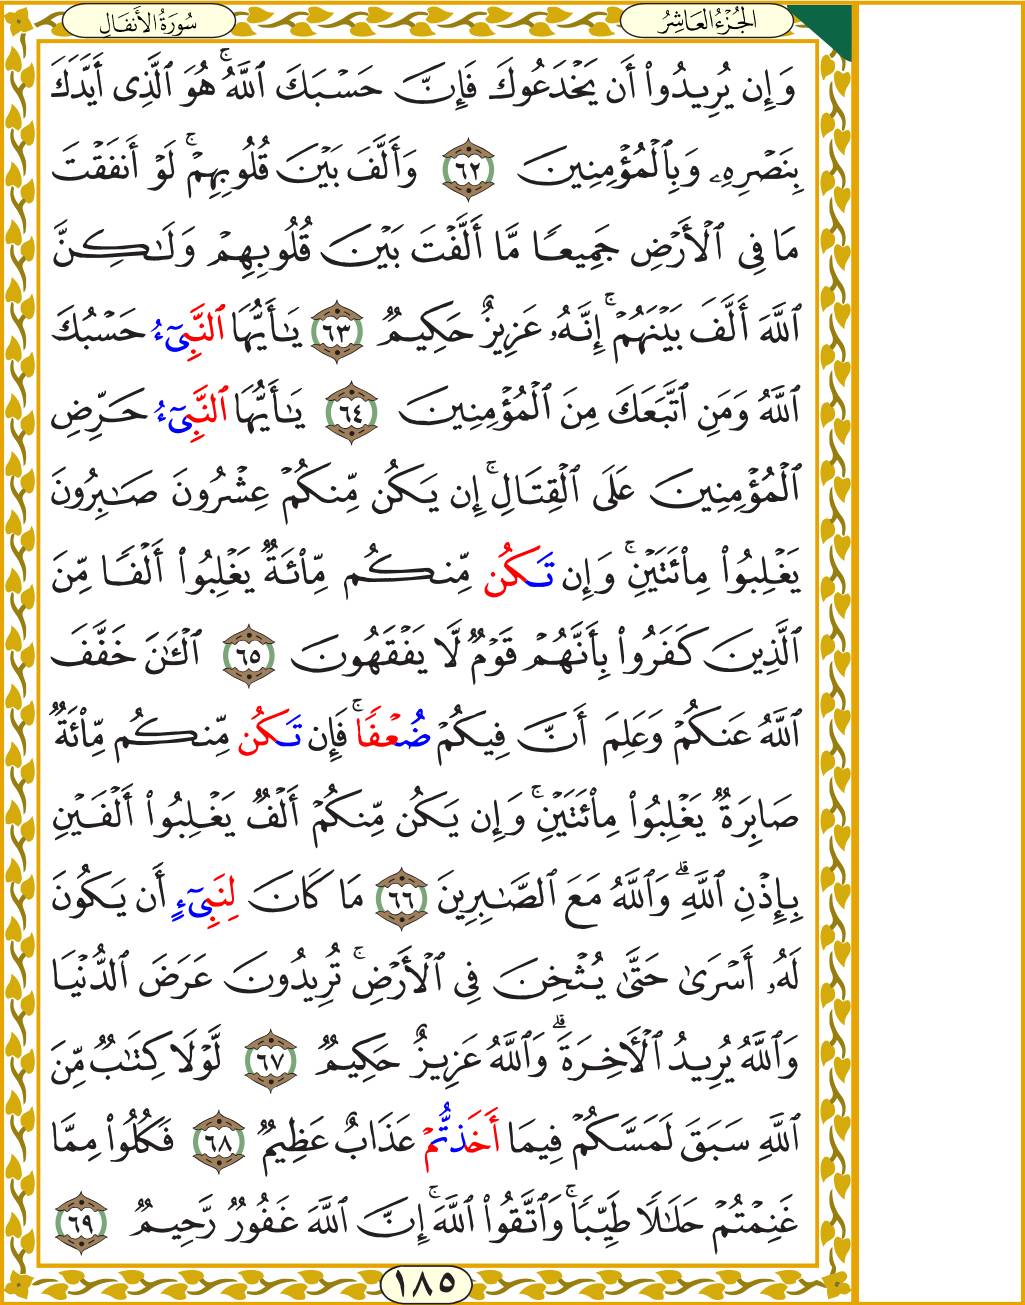 الجُزْءُ العَاشِرُ
سُورَةُ الأَنفَالِ
وَإِن يُرِيدُوٓا۟ أَن يَخْدَعُوكَ فَإِنَّ حَسْبَكَ ٱللَّهُ ۚ هُوَ ٱلَّذِىٓ أَيَّدَكَ
بِنَصْرِهِۦ وَبِٱلْمُؤْمِنِينَ ٦٢ وَأَلَّفَ بَيْنَ قُلُوبِهِمْ ۚ لَوْ أَنفَقْتَ
مَا فِى ٱلْأَرْضِ جَمِيعًا مَّا أَلَّفْتَ بَيْنَ قُلُوبِهِمْ وَلَـٰكِنَّ
ٱللَّهَ أَلَّفَ بَيْنَهُمْ ۚ إِنَّهُۥ عَزِيزٌ حَكِيمٌ ٦٣ يَـٰأَيُّهَا ٱلنَّبِىٓءُ حَسْبُكَ
ٱللَّهُ وَمَنِ ٱتَّبَعَكَ مِنَ ٱلْمُؤْمِنِينَ ٦٤ يَـٰأَيُّهَا ٱلنَّبِىٓءُ حَرِّضِ
ٱلْمُؤْمِنِينَ عَلَى ٱلْقِتَالِ ۚ إِن يَكُن مِّنكُمْ عِشْرُونَ صَـٰبِرُونَ
يَغْلِبُوا۟ مِا۟ئَتَيْنِ ۚ وَإِن تَكُن مِّنكُم مِّا۟ئَةٌ يَغْلِبُوٓا۟ أَلْفًا مِّنَ
ٱلَّذِينَ كَفَرُوا۟ بِأَنَّهُمْ قَوْمٌ لَّا يَفْقَهُونَ ٦٥ ٱلْـَٔـٰنَ خَفَّفَ
ٱللَّهُ عَنكُمْ وَعَلِمَ أَنَّ فِيكُمْ ضُعْفًا ۚ فَإِن تَكُن مِّنكُم مِّا۟ئَةٌ
صَابِرَةٌ يَغْلِبُوا۟ مِا۟ئَتَيْنِ ۚ وَإِن يَكُن مِّنكُمْ أَلْفٌ يَغْلِبُوٓا۟ أَلْفَيْنِ
بِإِذْنِ ٱللَّهِ ۗ وَٱللَّهُ مَعَ ٱلصَّـٰبِرِينَ ٦٦ مَا كَانَ لِنَبِىٓءٍ أَن يَكُونَ
لَهُۥ أَسْرَىٰ حَتَّىٰ يُثْخِنَ فِى ٱلْأَرْضِ ۚ تُرِيدُونَ عَرَضَ ٱلدُّنْيَا
وَٱللَّهُ يُرِيدُ ٱلْـَٔاخِرَةَ ۗ وَٱللَّهُ عَزِيزٌ حَكِيمٌ ٦٧ لَّوْلَا كِتَـٰبٌ مِّنَ
ٱللَّهِ سَبَقَ لَمَسَّكُمْ فِيمَا أَخَذتُّمْ عَذَابٌ عَظِيمٌ ٦٨ فَكُلُوا۟ مِمَّا
غَنِمْتُمْ حَلَـٰلًا طَيِّبًا ۚ وَٱتَّقُوا۟ ٱللَّهَ ۚ إِنَّ ٱللَّهَ غَفُورٌ رَّحِيمٌ ٦٩
١٨٥